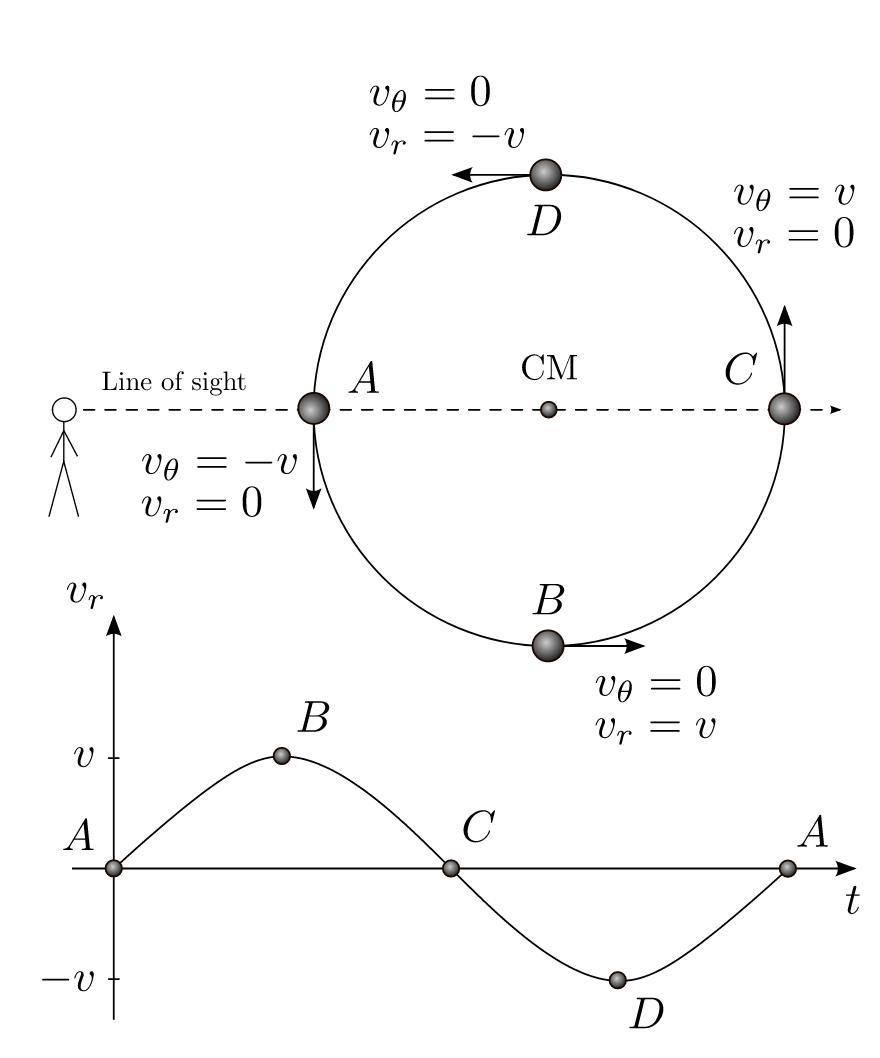 v_θ = 0
v_r = −v
D
v_θ = v
v_r = 0
Line of sight
A
CM
C
v_θ = −v
v_r = 0
B
v_θ = 0
v_r = v
v_r
v
A
B
C
A
t
−v
D